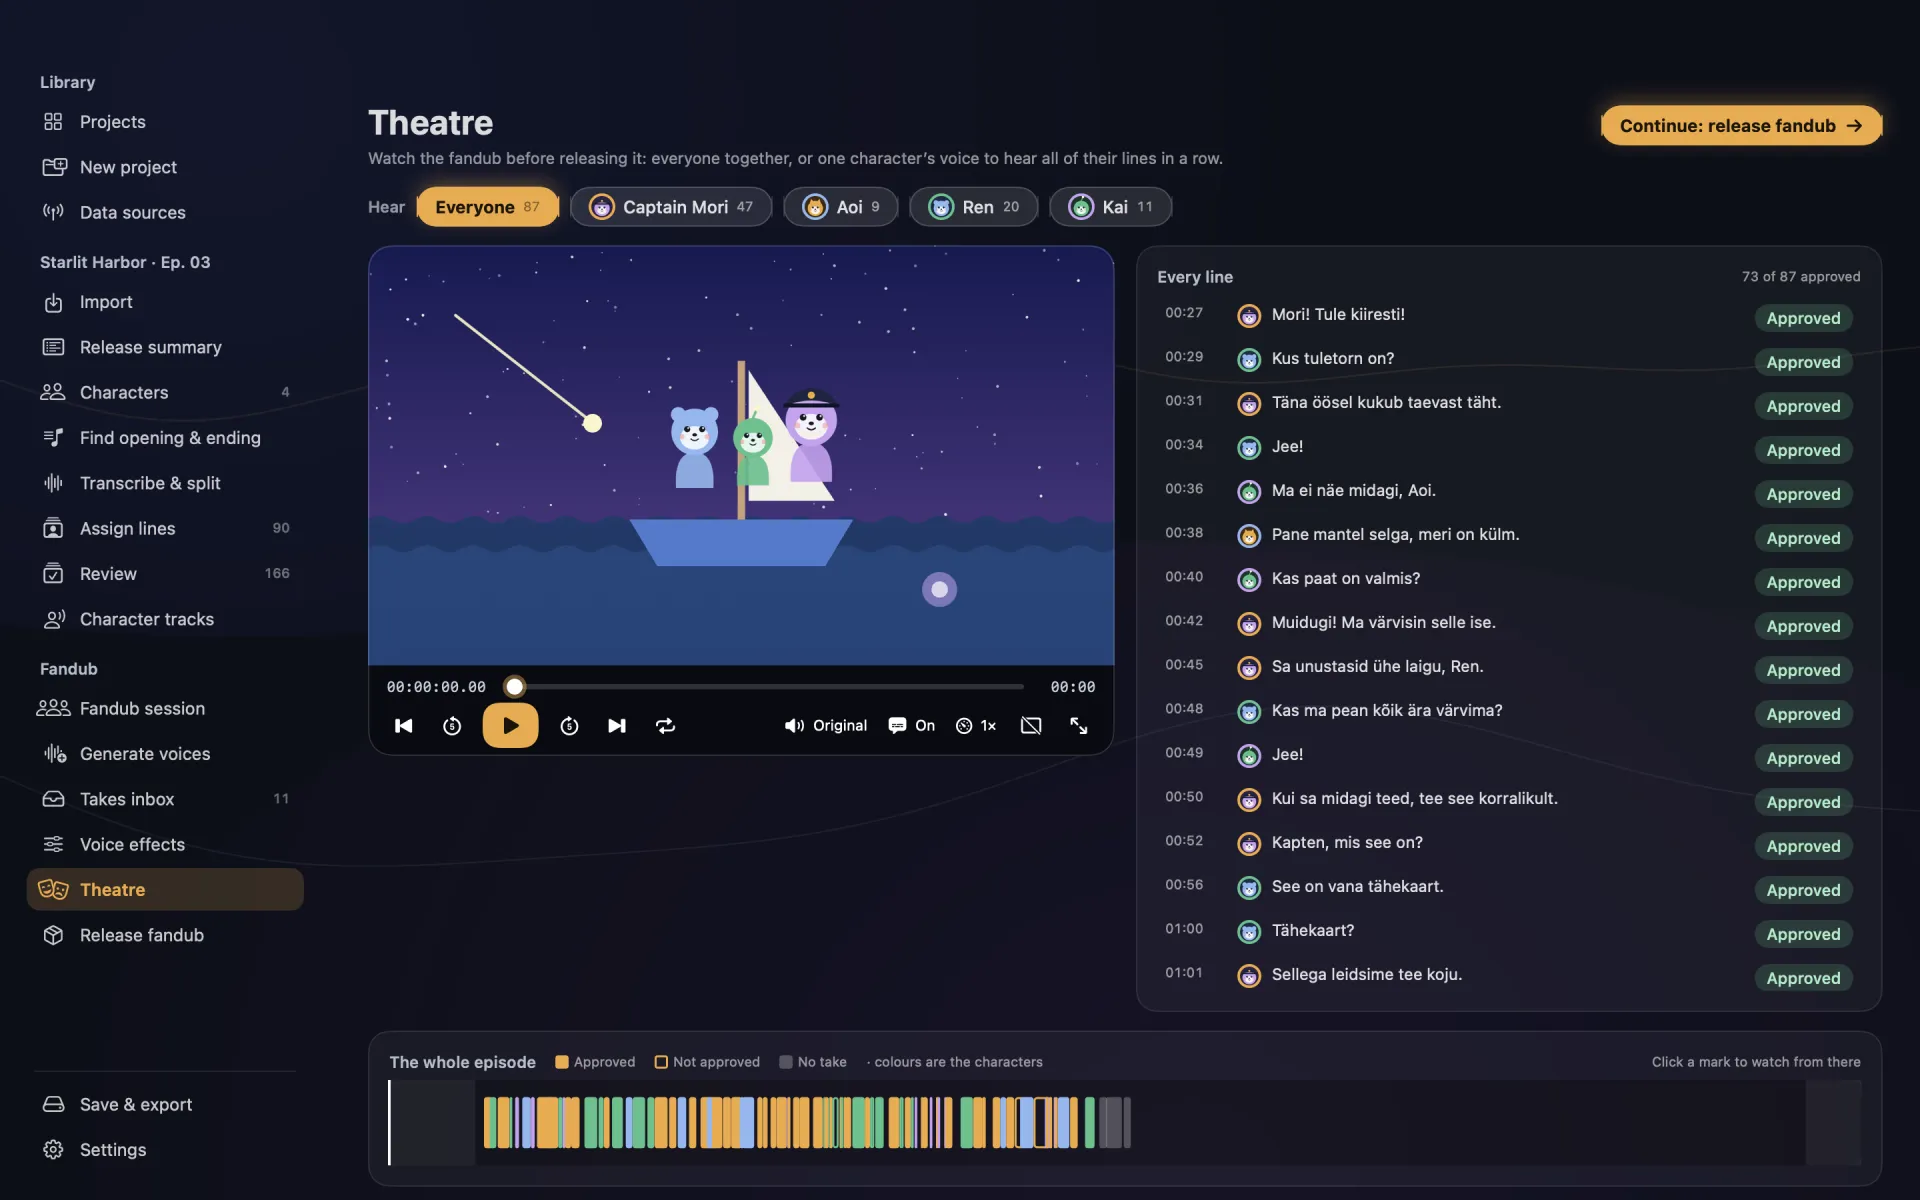 Library
Projects
New project
Data sources
Starlit Harbor · Ep. 03
Import
Release summary
Characters 4
Find opening & ending
Transcribe & split
Assign lines 90
Review 166
Character tracks
Fandub
Fandub session
Generate voices
Takes inbox 11
Voice effects
Theatre
Release fandub
Save & export
Settings
Theatre
Watch the fandub before releasing it: everyone together, or one character’s voice to hear all of their lines in a row.
Continue: release fandub →
Hear Everyone 87 Captain Mori 47 Aoi 9 Ren 20 Kai 11
00:00:00.00 00:00
5 5 Original On 1×
Every line 73 of 87 approved
00:27 Mori! Tule kiiresti! Approved
00:29 Kus tuletorn on? Approved
00:31 Täna öösel kukub taevast täht. Approved
00:34 Jee! Approved
00:36 Ma ei näe midagi, Aoi. Approved
00:38 Pane mantel selga, meri on külm. Approved
00:40 Kas paat on valmis? Approved
00:42 Muidugi! Ma värvisin selle ise. Approved
00:45 Sa unustasid ühe laigu, Ren. Approved
00:48 Kas ma pean kõik ära värvima? Approved
00:49 Jee! Approved
00:50 Kui sa midagi teed, tee see korralikult. Approved
00:52 Kapten, mis see on? Approved
00:56 See on vana tähekaart. Approved
01:00 Tähekaart? Approved
01:01 Sellega leidsime tee koju. Approved
The whole episode Approved Not approved No take · colours are the characters Click a mark to watch from there